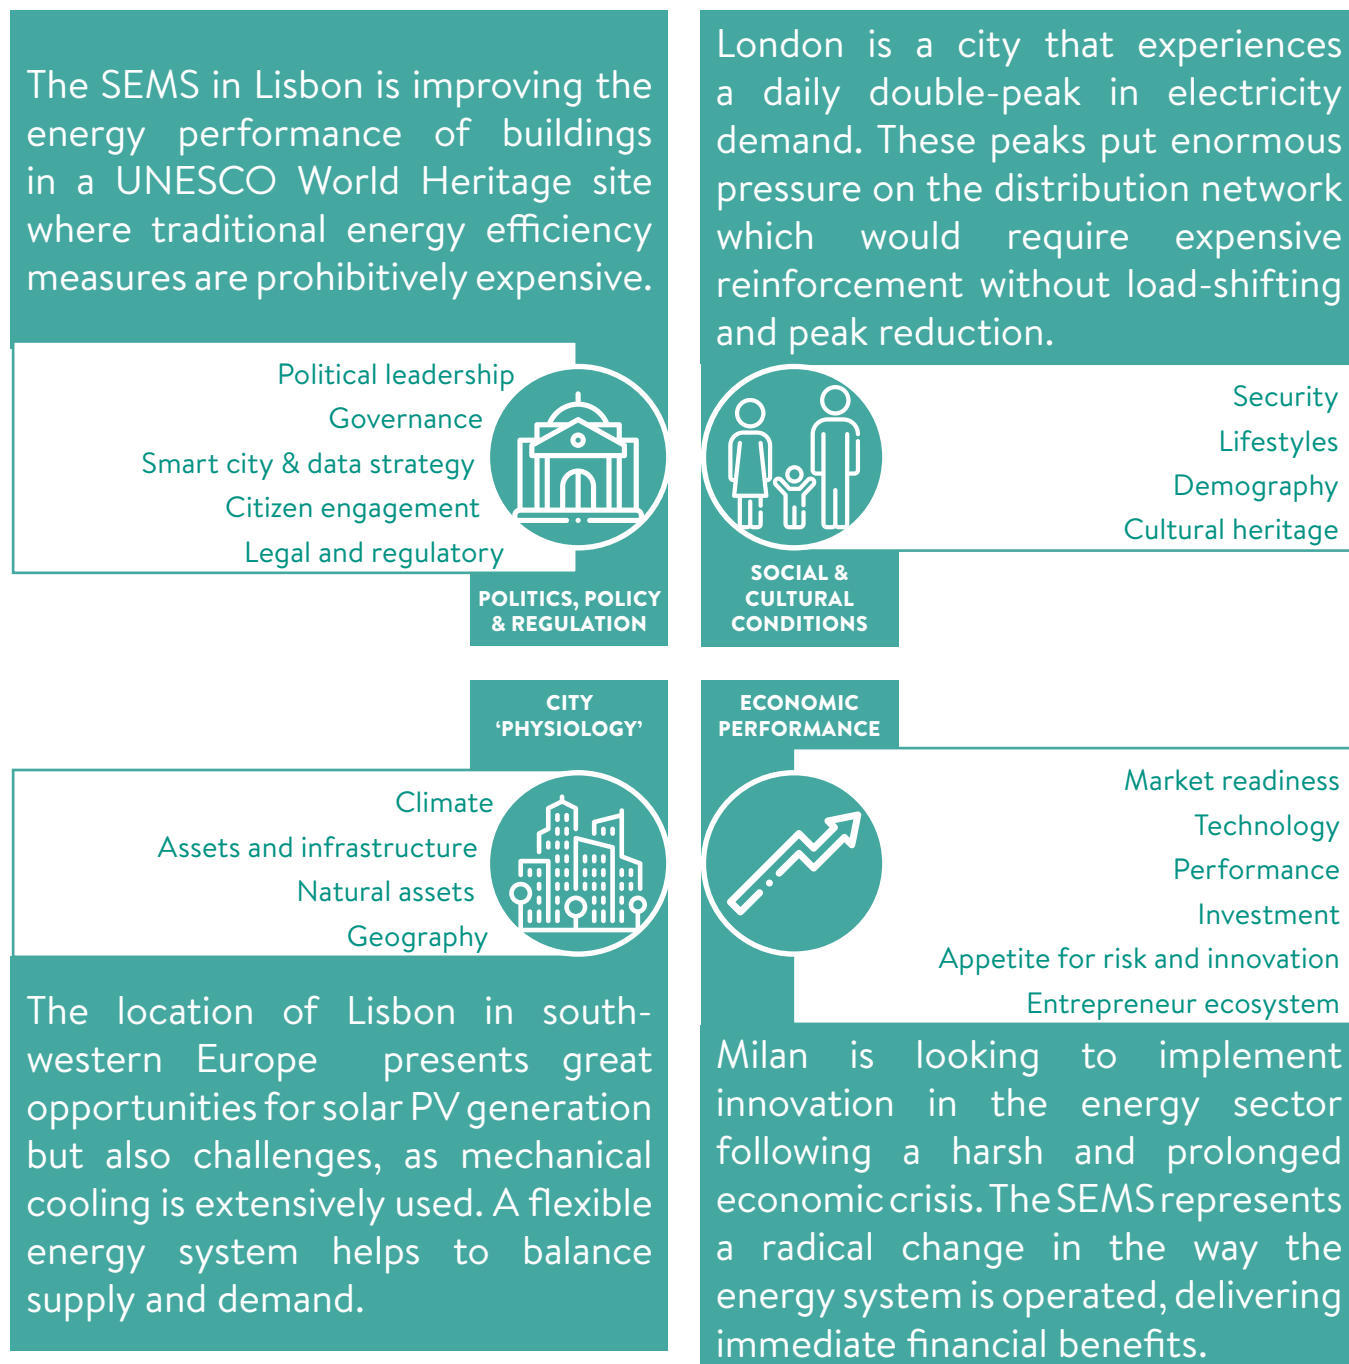 The SEMS in Lisbon is improving the
energy performance of buildings
in a UNESCO World Heritage site
where traditional energy efficiency
measures are prohibitively expensive.
Political leadership
Governance
Smart city & data strategy
Citizen engagement
Legal and regulatory
POLITICS, POLICY
& REGULATION
London is a city that experiences
a daily double-peak in electricity
demand. These peaks put enormous
pressure on the distribution network
which would require expensive
reinforcement without load-shifting
and peak reduction.
Security
Lifestyles
Demography
Cultural heritage
SOCIAL &
CULTURAL
CONDITIONS
CITY
‘PHYSIOLOGY’
Climate
Assets and infrastructure
Natural assets
Geography
The location of Lisbon in south-
western Europe presents great
opportunities for solar PV generation
but also challenges, as mechanical
cooling is extensively used. A flexible
energy system helps to balance
supply and demand.
ECONOMIC
PERFORMANCE
Market readiness
Technology
Performance
Investment
Appetite for risk and innovation
Entrepreneur ecosystem
Milan is looking to implement
innovation in the energy sector
following a harsh and prolonged
economic crisis. The SEMS represents
a radical change in the way the
energy system is operated, delivering
immediate financial benefits.